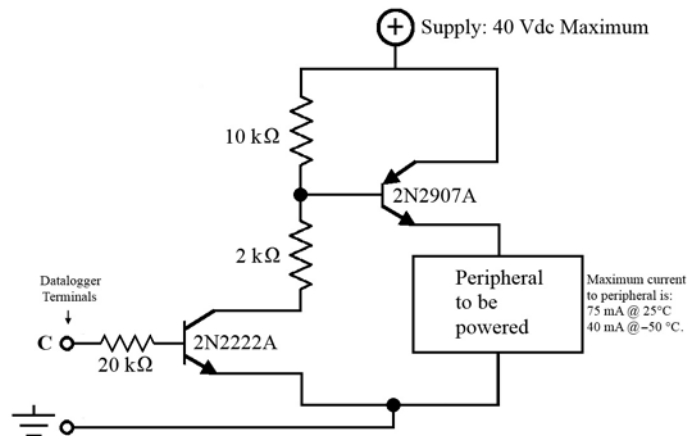 Supply: 40 Vdc Maximum
10 kΩ
2N2907A
2 kΩ
Datalogger
Terminals
C
20 kΩ
2N2222A
Peripheral
to be
powered
Maximum current
to peripheral is:
75 mA @ 25°C
40 mA @–50 °C.